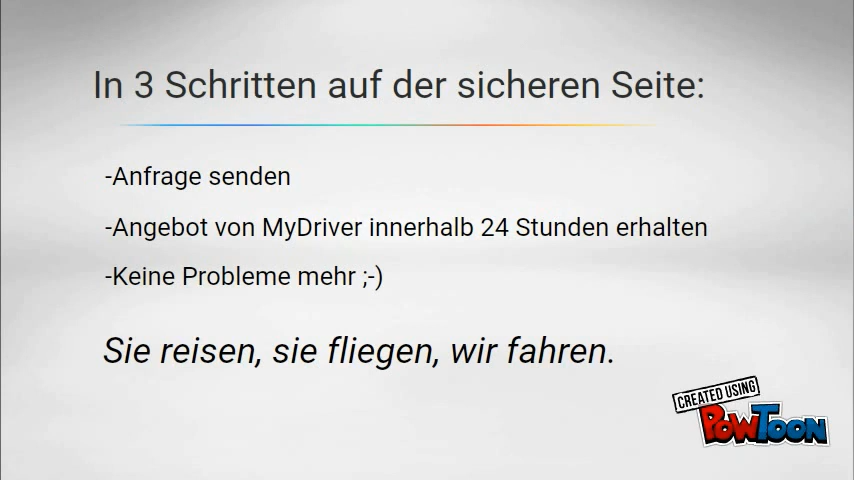 In 3 Schritten auf der sicheren Seite:
-Anfrage senden
-Angebot von MyDriver innerhalb 24 Stunden erhalten
-Keine Probleme mehr ;-)
Sie reisen, sie fliegen, wir fahren.
CREATED USING
POWTOON